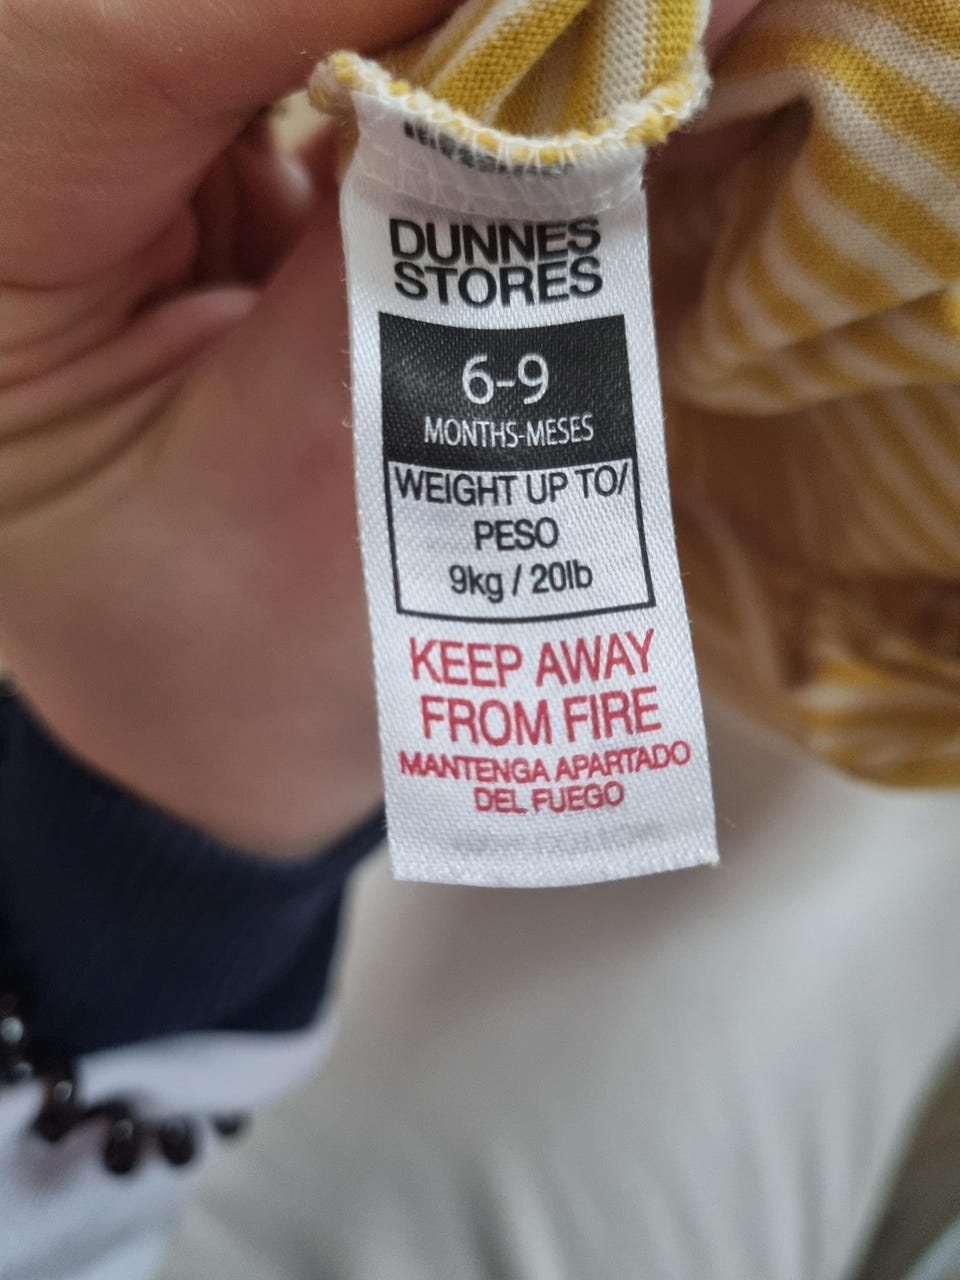 DUNNES
STORES
6-9
MONTHS-MESES
WEIGHT UP TO/
PESO
9kg / 20lb
KEEP AWAY
FROM FIRE
MANTENGA APARTADO
DEL FUEGO